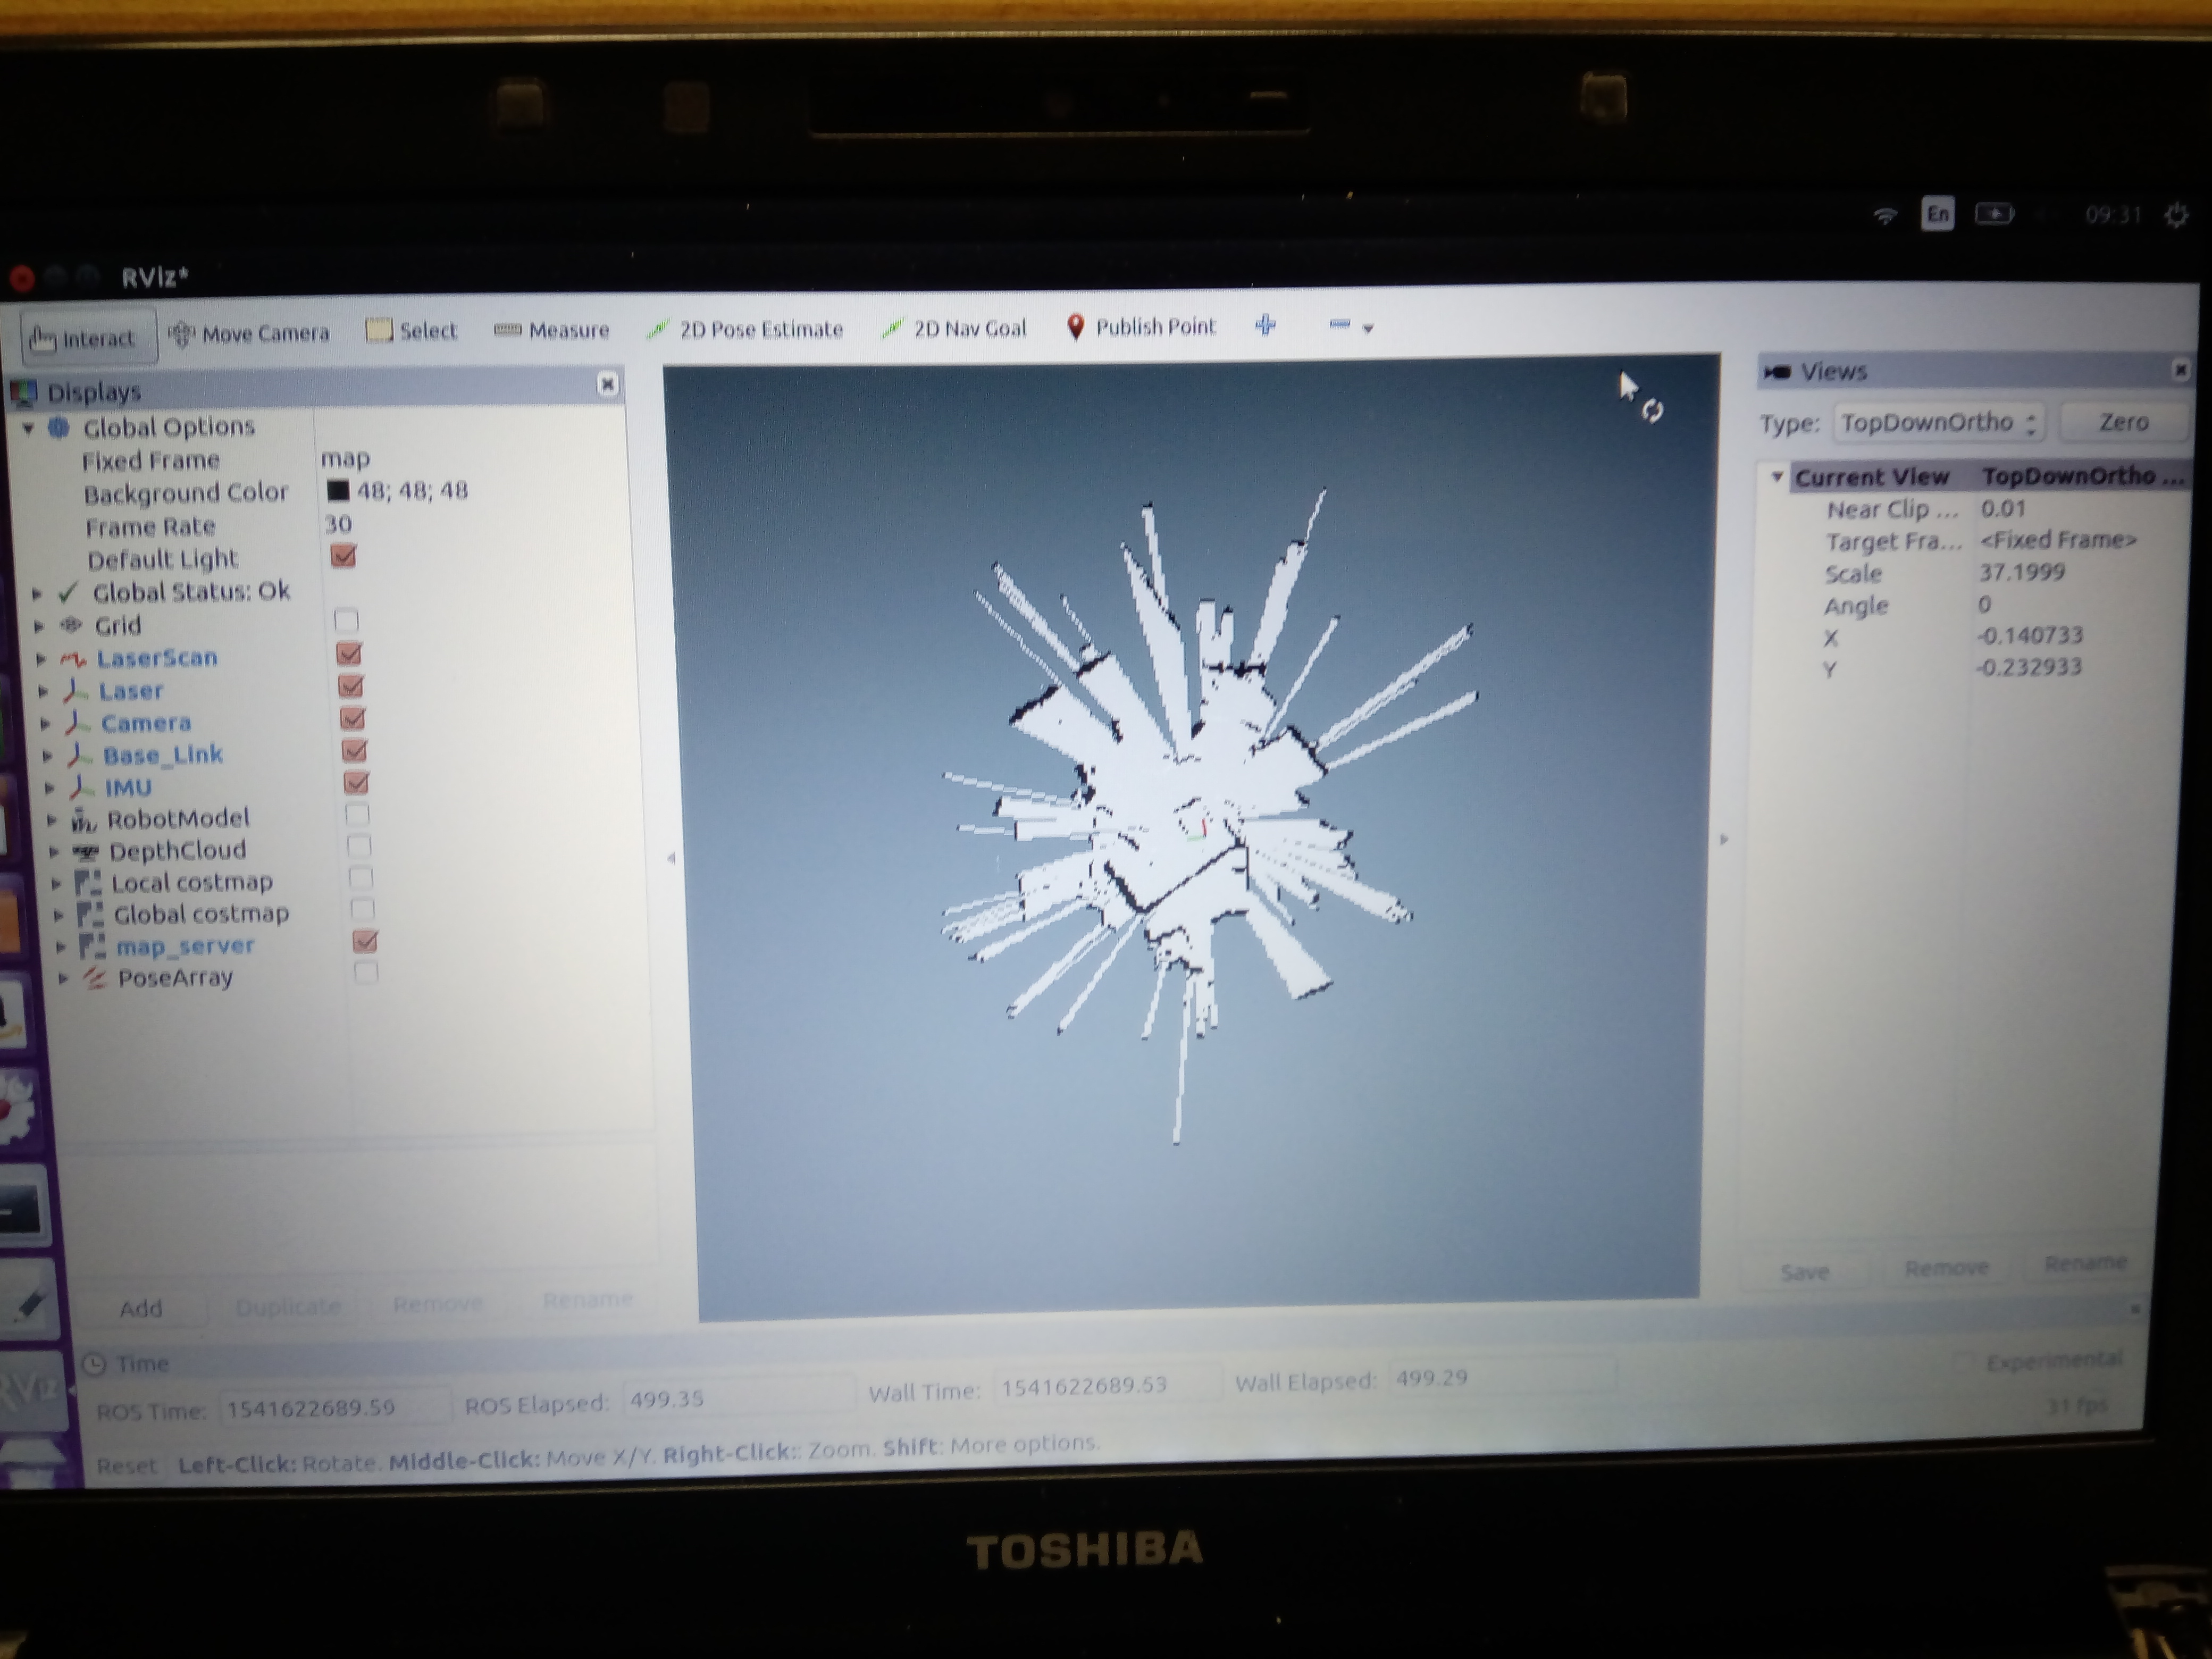 En 09:31
RViz*
Interact Move Camera Select Measure 2D Pose Estimate 2D Nav Goal Publish Point
Displays
Global Options
Fixed Frame map
Background Color 48; 48; 48
Frame Rate 30
Default Light
Global Status: Ok
Grid
LaserScan
Laser
Camera
Base_Link
IMU
RobotModel
DepthCloud
Local costmap
Global costmap
map_server
PoseArray
Add Duplicate Remove Rename
Views
Type: TopDownOrtho Zero
Current View TopDownOrtho ...
Near Clip ... 0.01
Target Fra... <Fixed Frame>
Scale 37.1999
Angle 0
X -0.140733
Y -0.232933
Save Remove Rename
Time
ROS Time: 1541622689.59 ROS Elapsed: 499.35 Wall Time: 1541622689.53 Wall Elapsed: 499.29 Experimental
Reset Left-Click: Rotate. Middle-Click: Move X/Y. Right-Click:: Zoom. Shift: More options. 31 fps
RViz
TOSHIBA